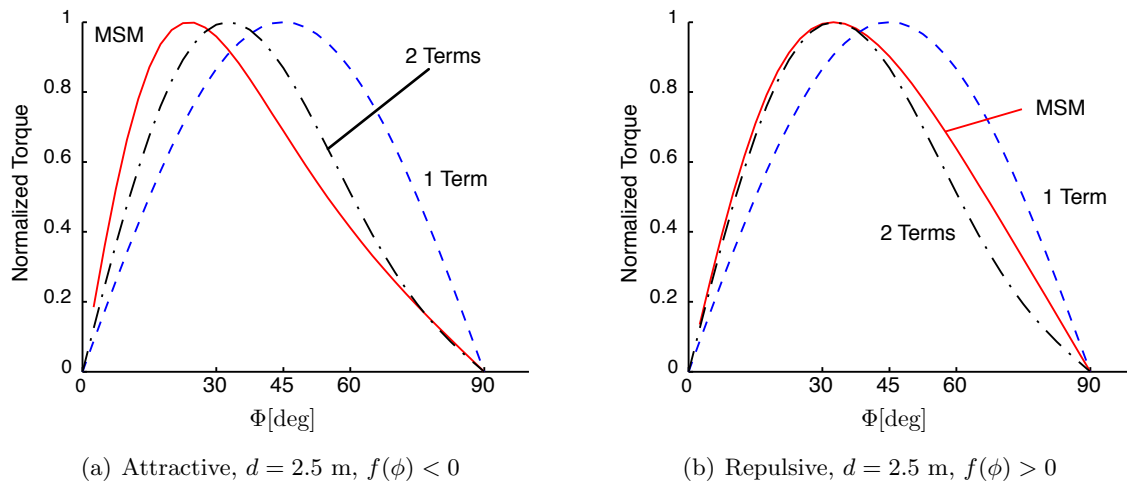 MSM
2 Terms
1 Term
Normalized Torque
1
0.8
0.6
0.4
0.2
0
0
30
45
60
90
Φ[deg]
(a) Attractive, d = 2.5 m, f(ϕ) < 0
MSM
1 Term
2 Terms
Normalized Torque
1
0.8
0.6
0.4
0.2
0
0
30
45
60
90
Φ[deg]
(b) Repulsive, d = 2.5 m, f(ϕ) > 0